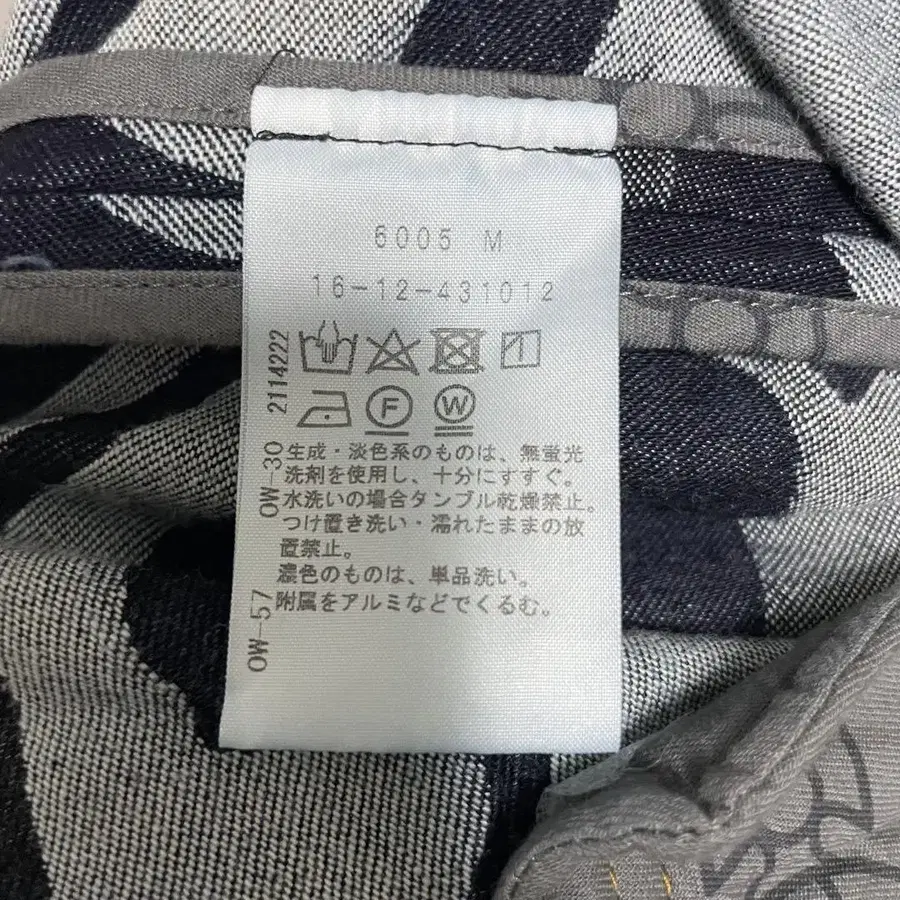 6005 M
16-12-431012
F W
生成・淡色系のものは、無蛍光
洗剤を使用し、十分にすすぐ。
水洗いの場合タンブル乾燥禁止。
つけ置き洗い・濡れたままの放
置禁止。
濃色のものは、単品洗い。
附属をアルミなどでくるむ。
OW-57 OW-30 2114222